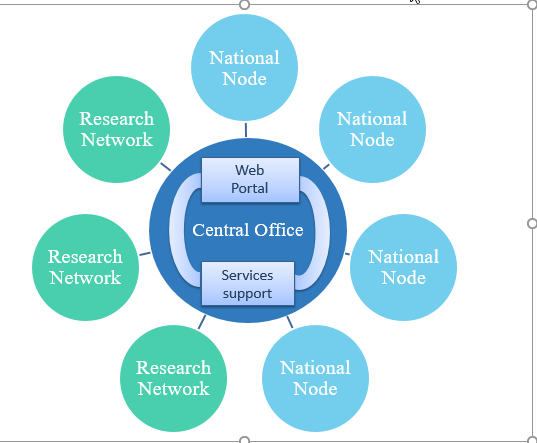 National
Node
Research
Network
National
Node
Web
Portal
Central Office
Research
Network
National
Node
Services
support
Research
Network
National
Node